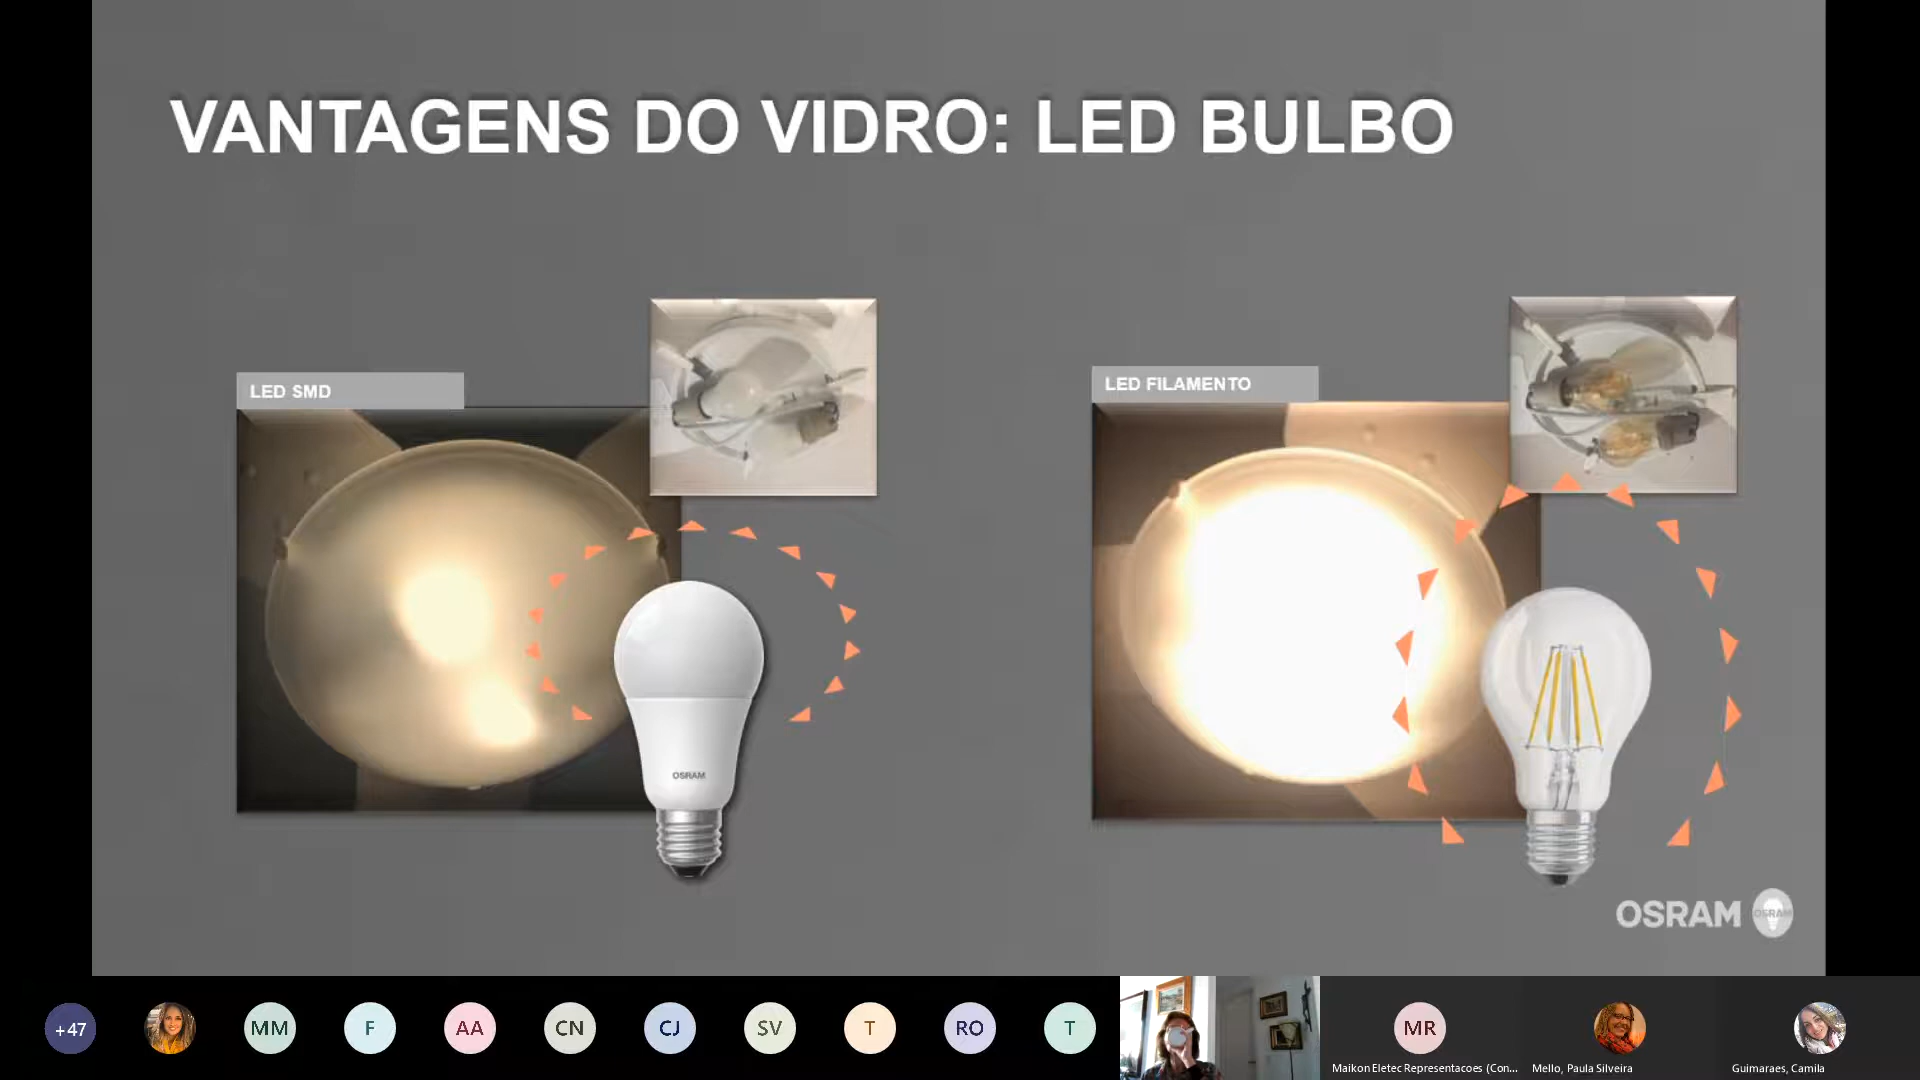 VANTAGENS DO VIDRO: LED BULBO
LED SMD
LED FILAMENTO
OSRAM
OSRAM
OSRAM
+47
MM
F
AA
CN
CJ
SV
T
RO
T
MR
Maikon Eletec Representacoes (Con...
Mello, Paula Silveira
Guimaraes, Camila